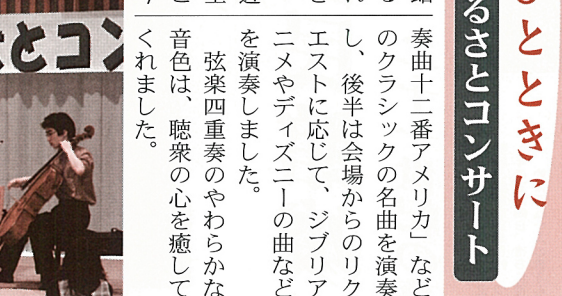 とときに
るさとコンサート
奏曲十二番アメリカ」など
のクラシックの名曲を演奏
し、後半は会場からのリク
エストに応じて、ジブリア
ニメやディズニーの曲など
を演奏しました。
弦楽四重奏のやわらかな
音色は、聴衆の心を癒して
くれました。
とコン